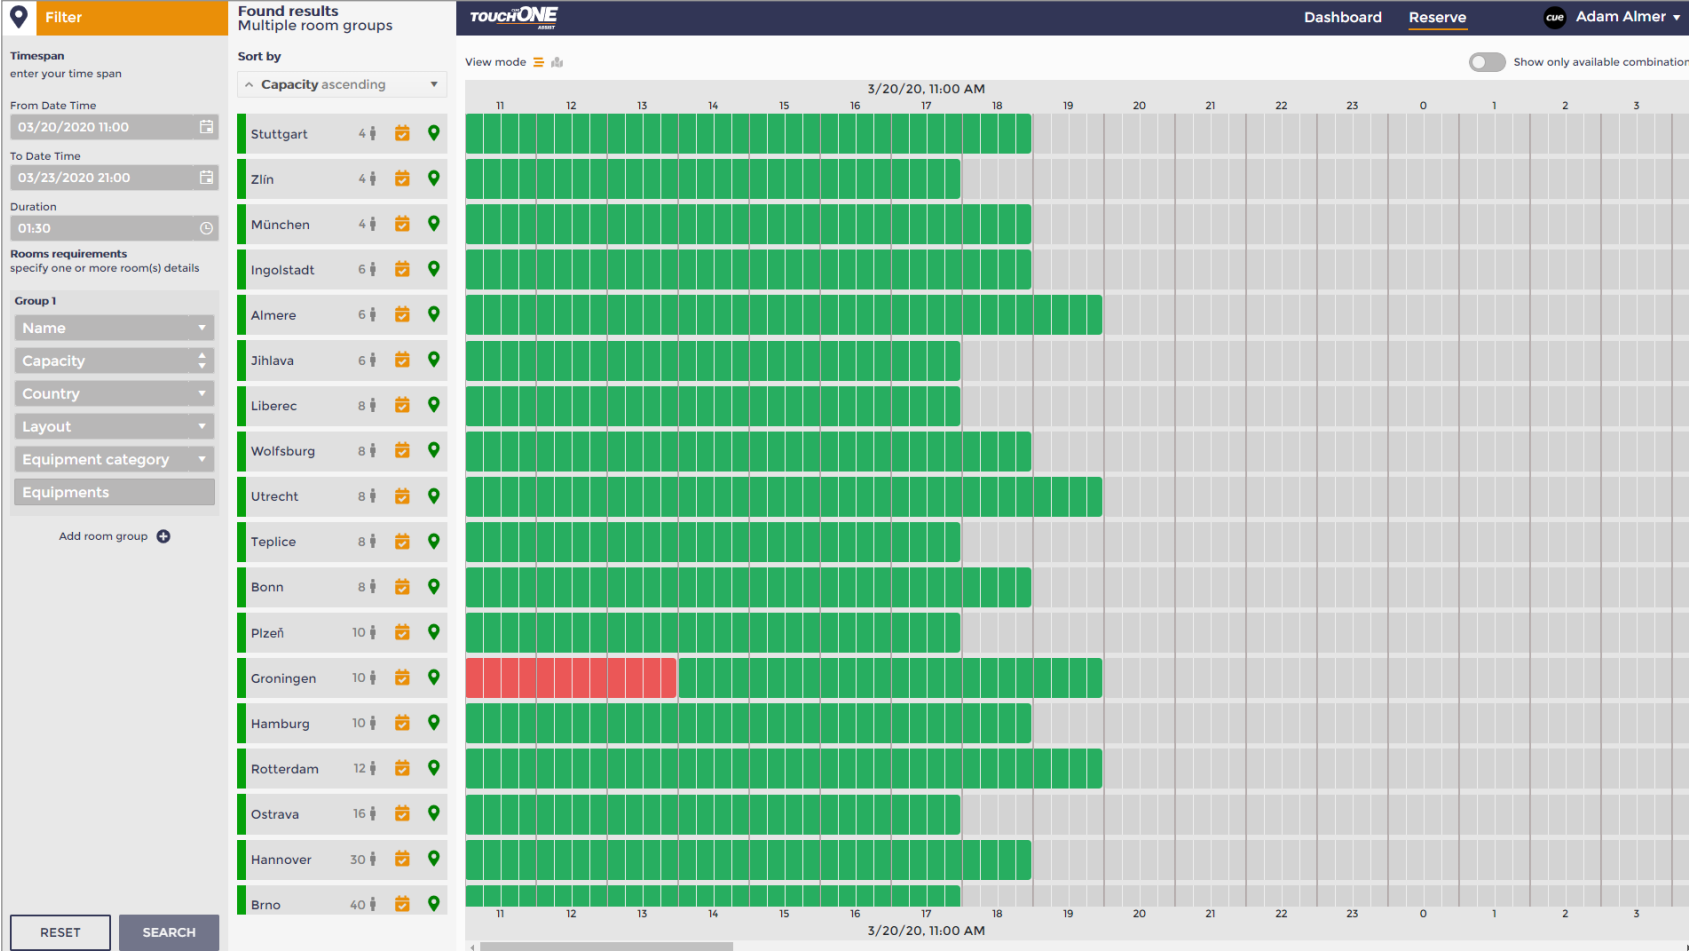 Filter
Timespan
enter your time span
From Date Time
03/20/2020 11:00
To Date Time
03/23/2020 21:00
Duration
01:30
Rooms requirements
specify one or more room(s) details
Group 1
Name
Capacity
Country
Layout
Equipment category
Equipments
Add room group
RESET SEARCH
Found results
Multiple room groups
Sort by
Capacity ascending
Stuttgart 4
Zlín 4
München 4
Ingolstadt 6
Almere 6
Jihlava 6
Liberec 8
Wolfsburg 8
Utrecht 8
Teplice 8
Bonn 8
Plzeň 10
Groningen 10
Hamburg 10
Rotterdam 12
Ostrava 16
Hannover 30
Brno 40
TOUCHONE
ASSIST
Dashboard Reserve cue Adam Almer
View mode
Show only available combination
3/20/20, 11:00 AM
11 12 13 14 15 16 17 18 19 20 21 22 23 0 1 2 3
11 12 13 14 15 16 17 18 19 20 21 22 23 0 1 2 3
3/20/20, 11:00 AM